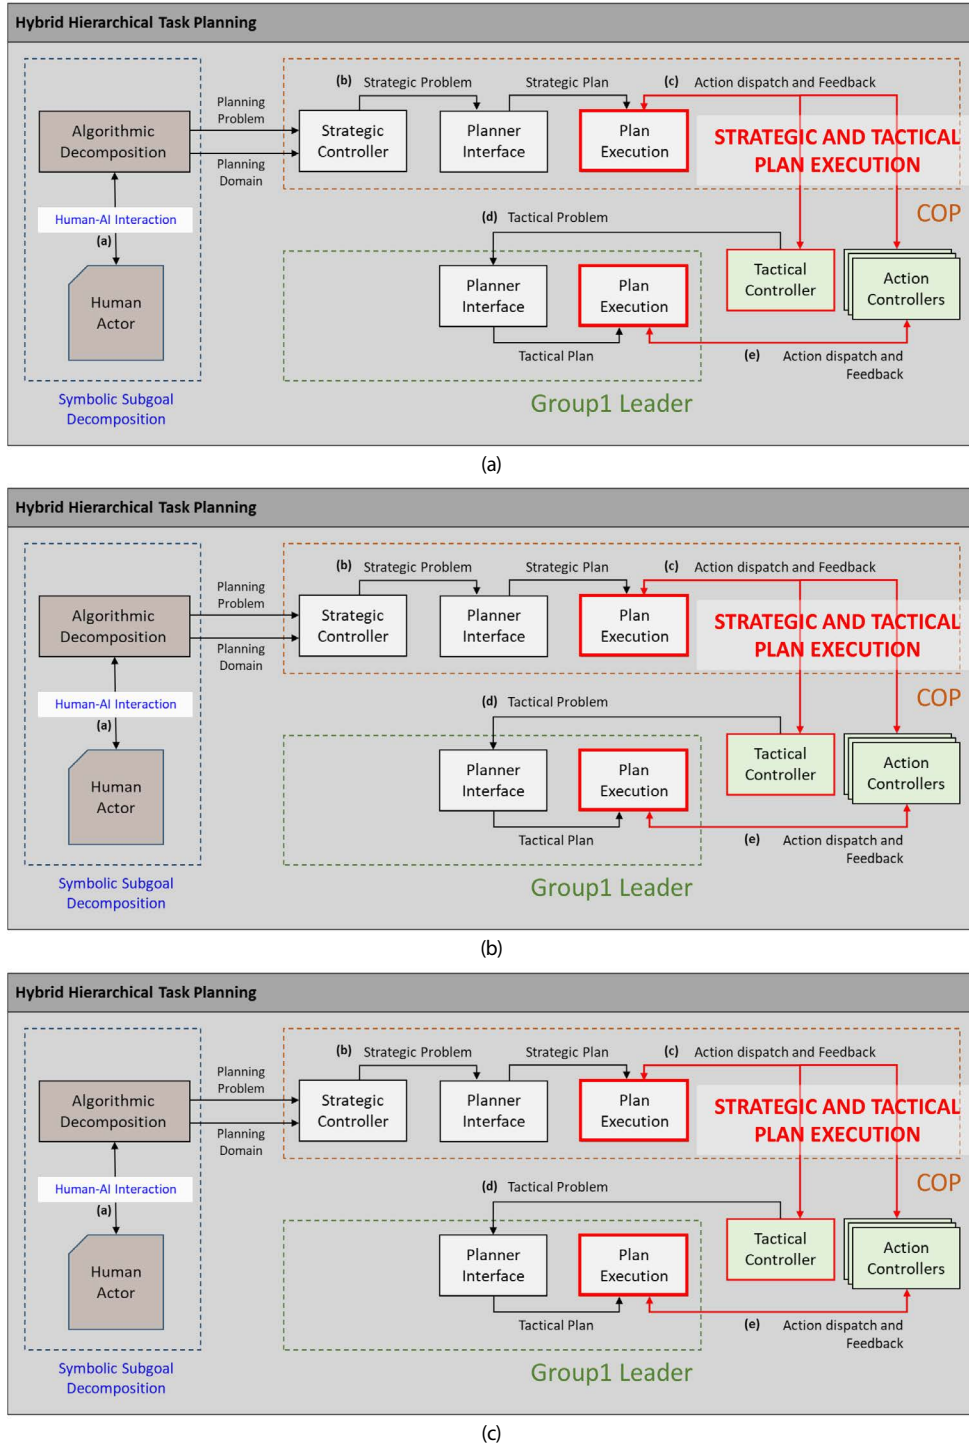 Hybrid Hierarchical Task Planning
(b) Strategic Problem
Strategic Plan
(c) Action dispatch and Feedback
Planning
Problem
Algorithmic
Decomposition
Planning
Domain
Strategic
Controller
Planner
Interface
Plan
Execution
STRATEGIC AND TACTICAL
PLAN EXECUTION
COP
Human-AI Interaction
(a)
Human
Actor
(d) Tactical Problem
Planner
Interface
Plan
Execution
Tactical
Controller
Action
Controllers
Tactical Plan
(e) Action dispatch and
Feedback
Symbolic Subgoal
Decomposition
Group1 Leader
(a)
Hybrid Hierarchical Task Planning
(b) Strategic Problem
Strategic Plan
(c) Action dispatch and Feedback
Planning
Problem
Algorithmic
Decomposition
Planning
Domain
Strategic
Controller
Planner
Interface
Plan
Execution
STRATEGIC AND TACTICAL
PLAN EXECUTION
COP
Human-AI Interaction
(a)
Human
Actor
(d) Tactical Problem
Planner
Interface
Plan
Execution
Tactical
Controller
Action
Controllers
Tactical Plan
(e) Action dispatch and
Feedback
Symbolic Subgoal
Decomposition
Group1 Leader
(b)
Hybrid Hierarchical Task Planning
(b) Strategic Problem
Strategic Plan
(c) Action dispatch and Feedback
Planning
Problem
Algorithmic
Decomposition
Planning
Domain
Strategic
Controller
Planner
Interface
Plan
Execution
STRATEGIC AND TACTICAL
PLAN EXECUTION
COP
Human-AI Interaction
(a)
Human
Actor
(d) Tactical Problem
Planner
Interface
Plan
Execution
Tactical
Controller
Action
Controllers
Tactical Plan
(e) Action dispatch and
Feedback
Symbolic Subgoal
Decomposition
Group1 Leader
(c)